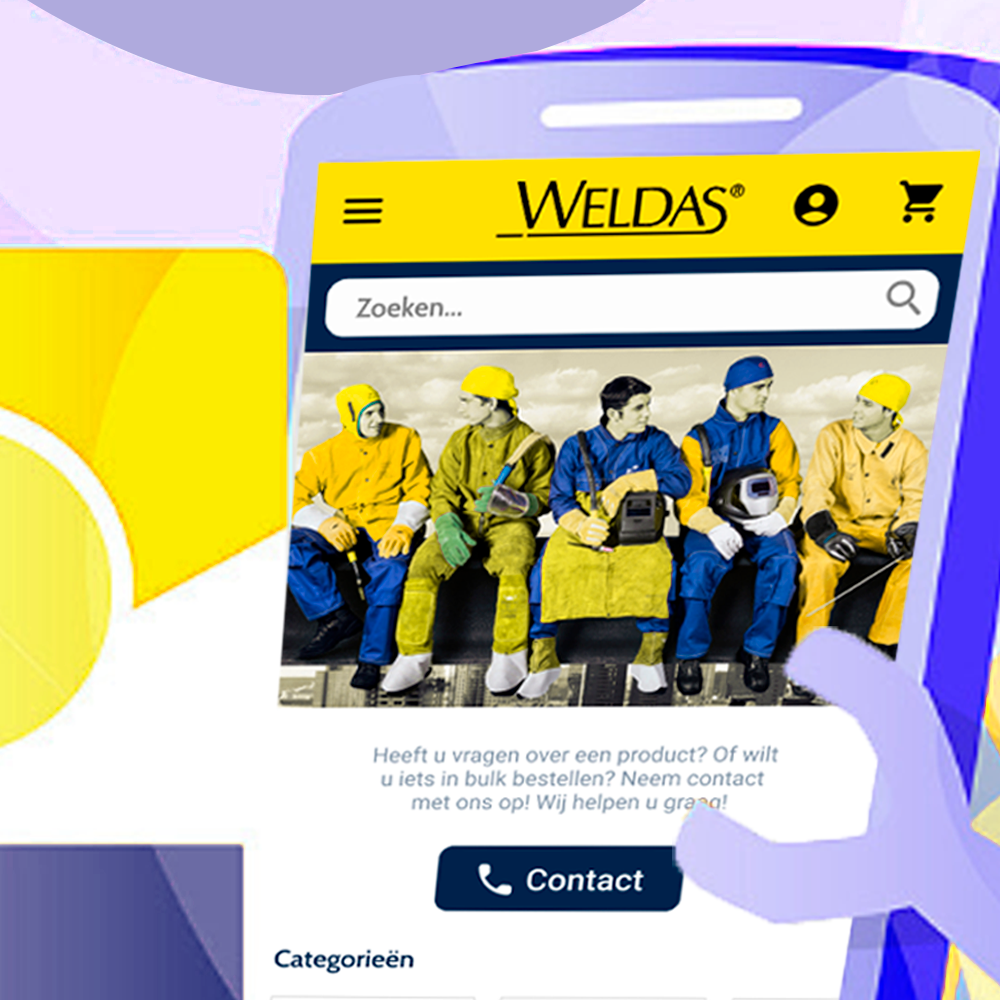 WELDAS®
Zoeken...
Heeft u vragen over een product? Of wilt
u iets in bulk bestellen? Neem contact
met ons op! Wij helpen u graag!
Contact
Categorieën